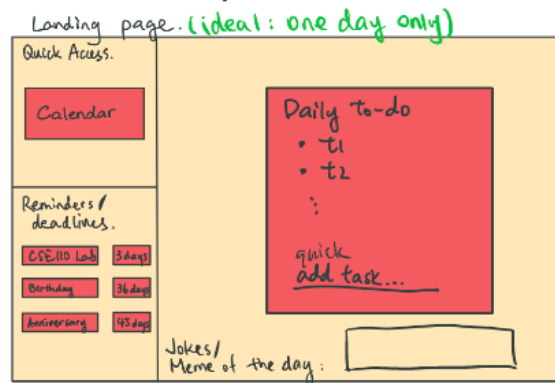 Landing page. (ideal: one day only)
Quick Access.
Calendar
Reminders/
deadlines.
CSE110 Lab 3 days
Birthday 36 days
Anniversary 45 days
Daily to-do
• t1
• t2
⋮
quick
add task...
Jokes/
Meme of the day: